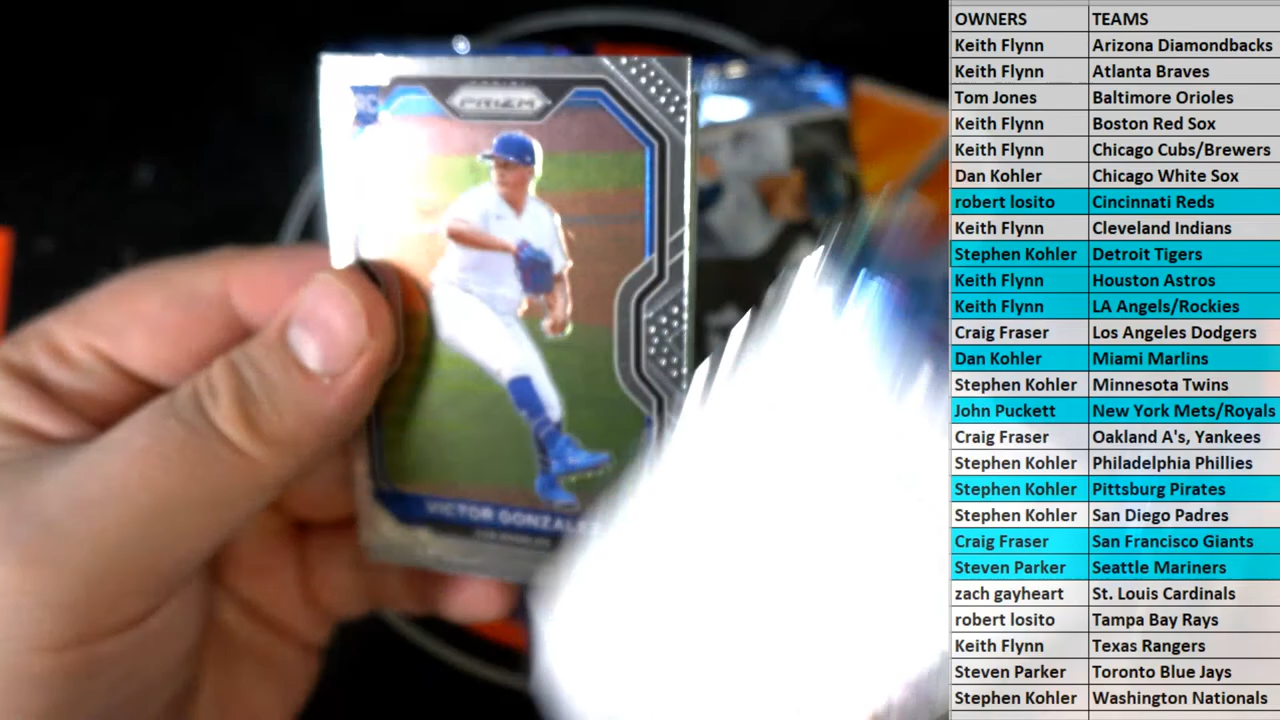 PRIZM
RC
VICTOR GONZALE
OWNERS TEAMS
Keith Flynn Arizona Diamondbacks
Keith Flynn Atlanta Braves
Tom Jones Baltimore Orioles
Keith Flynn Boston Red Sox
Keith Flynn Chicago Cubs/Brewers
Dan Kohler Chicago White Sox
robert losito Cincinnati Reds
Keith Flynn Cleveland Indians
Stephen Kohler Detroit Tigers
Keith Flynn Houston Astros
Keith Flynn LA Angels/Rockies
Craig Fraser Los Angeles Dodgers
Dan Kohler Miami Marlins
Stephen Kohler Minnesota Twins
John Puckett New York Mets/Royals
Craig Fraser Oakland A's, Yankees
Stephen Kohler Philadelphia Phillies
Stephen Kohler Pittsburg Pirates
Stephen Kohler San Diego Padres
Craig Fraser San Francisco Giants
Steven Parker Seattle Mariners
zach gayheart St. Louis Cardinals
robert losito Tampa Bay Rays
Keith Flynn Texas Rangers
Steven Parker Toronto Blue Jays
Stephen Kohler Washington Nationals